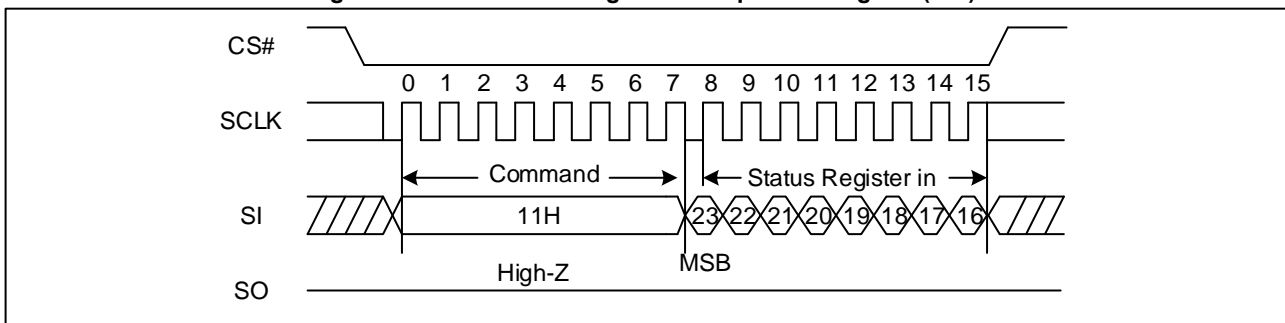 CS#
0 1 2 3 4 5 6 7 8 9 10 11 12 13 14 15
SCLK
Command Status Register in
SI 11H 23 22 21 20 19 18 17 16
MSB
High-Z
SO